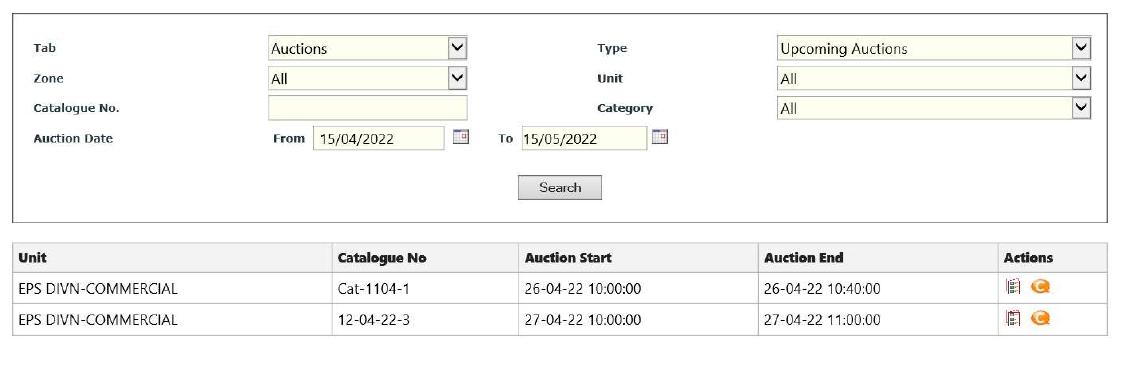 Tab Auctions Type Upcoming Auctions
Zone All Unit All
Catalogue No. Category All
Auction Date From 15/04/2022 To 15/05/2022
Search
Unit Catalogue No Auction Start Auction End Actions
EPS DIVN-COMMERCIAL Cat-1104-1 26-04-22 10:00:00 26-04-22 10:40:00 C
EPS DIVN-COMMERCIAL 12-04-22-3 27-04-22 10:00:00 27-04-22 11:00:00 C